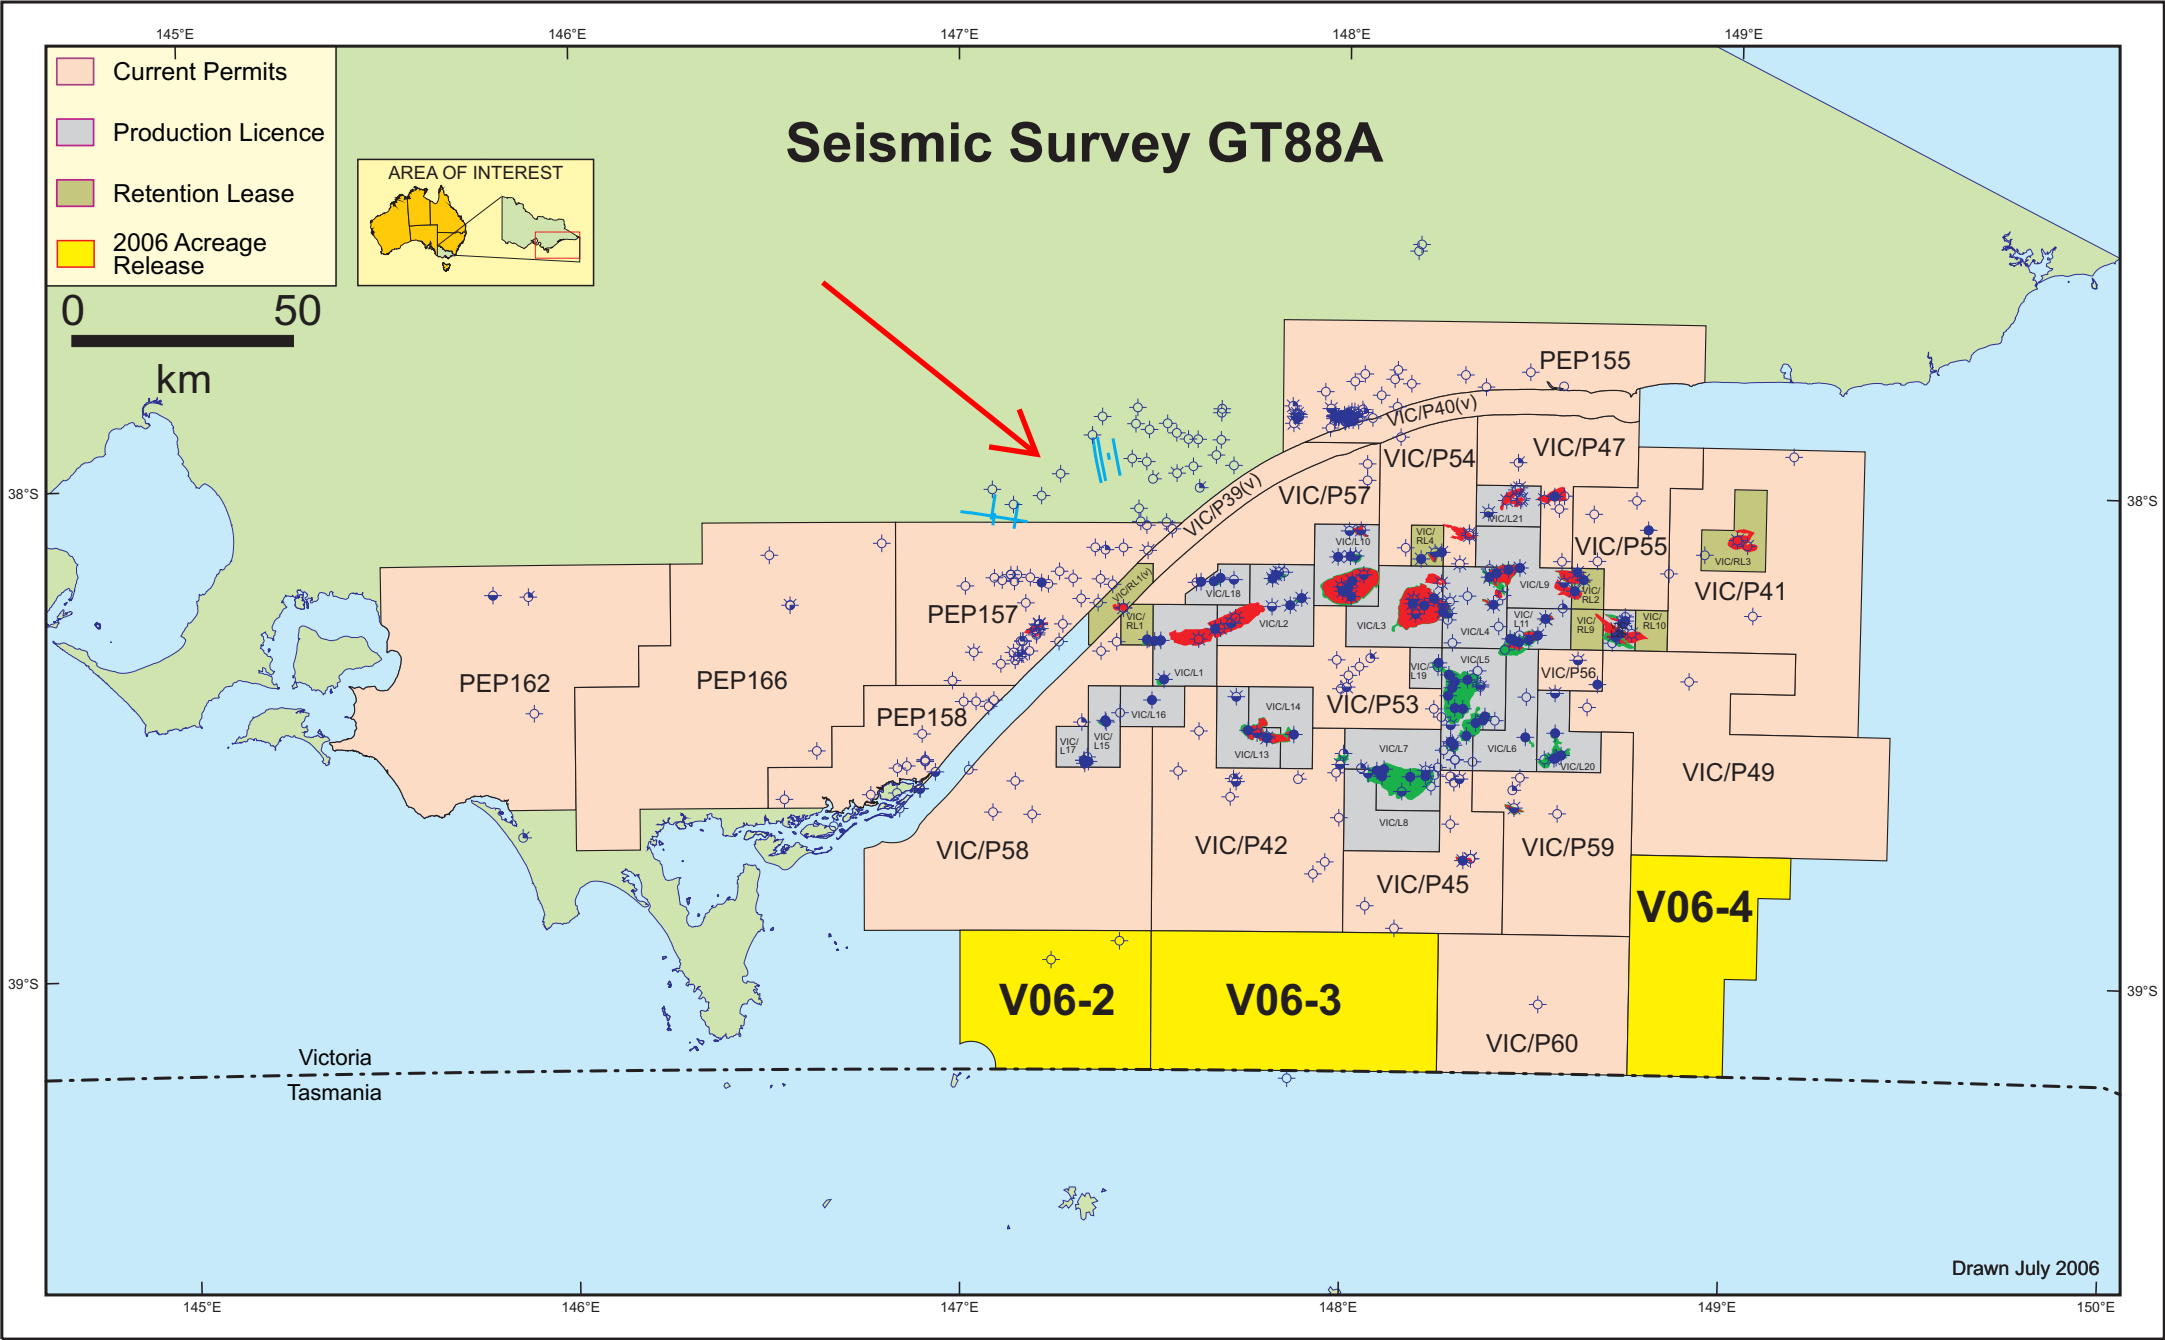 145°E 146°E 147°E 148°E 149°E
Current Permits
Production Licence
Retention Lease
2006 Acreage
Release
0 50
km
AREA OF INTEREST
Seismic Survey GT88A
38°S
38°S
39°S
39°S
PEP155
VIC/P40(v)
VIC/P47
VIC/P54
VIC/P57
VIC/P39(v)
VIC/L21
VIC/L10
VIC/
RL4
VIC/P55
VIC/RL3
VIC/P41
VIC/RL1(v)
VIC/L18
VIC/L9
VIC/
RL2
PEP157
VIC/
RL1
VIC/L2
VIC/L3
VIC/L4
VIC/
L11
VIC/
RL9
VIC/
RL10
PEP162
PEP166
VIC/L1
VIC/
L19
VIC/L5
VIC/P56
PEP158
VIC/L16
VIC/L14
VIC/P53
VIC/
L17
VIC/
L15
VIC/L13
VIC/L7
VIC/L6
VIC/L20
VIC/P49
VIC/L8
VIC/P58
VIC/P42
VIC/P59
VIC/P45
V06-4
V06-2
V06-3
VIC/P60
Victoria
Tasmania
Drawn July 2006
145°E 146°E 147°E 148°E 149°E 150°E